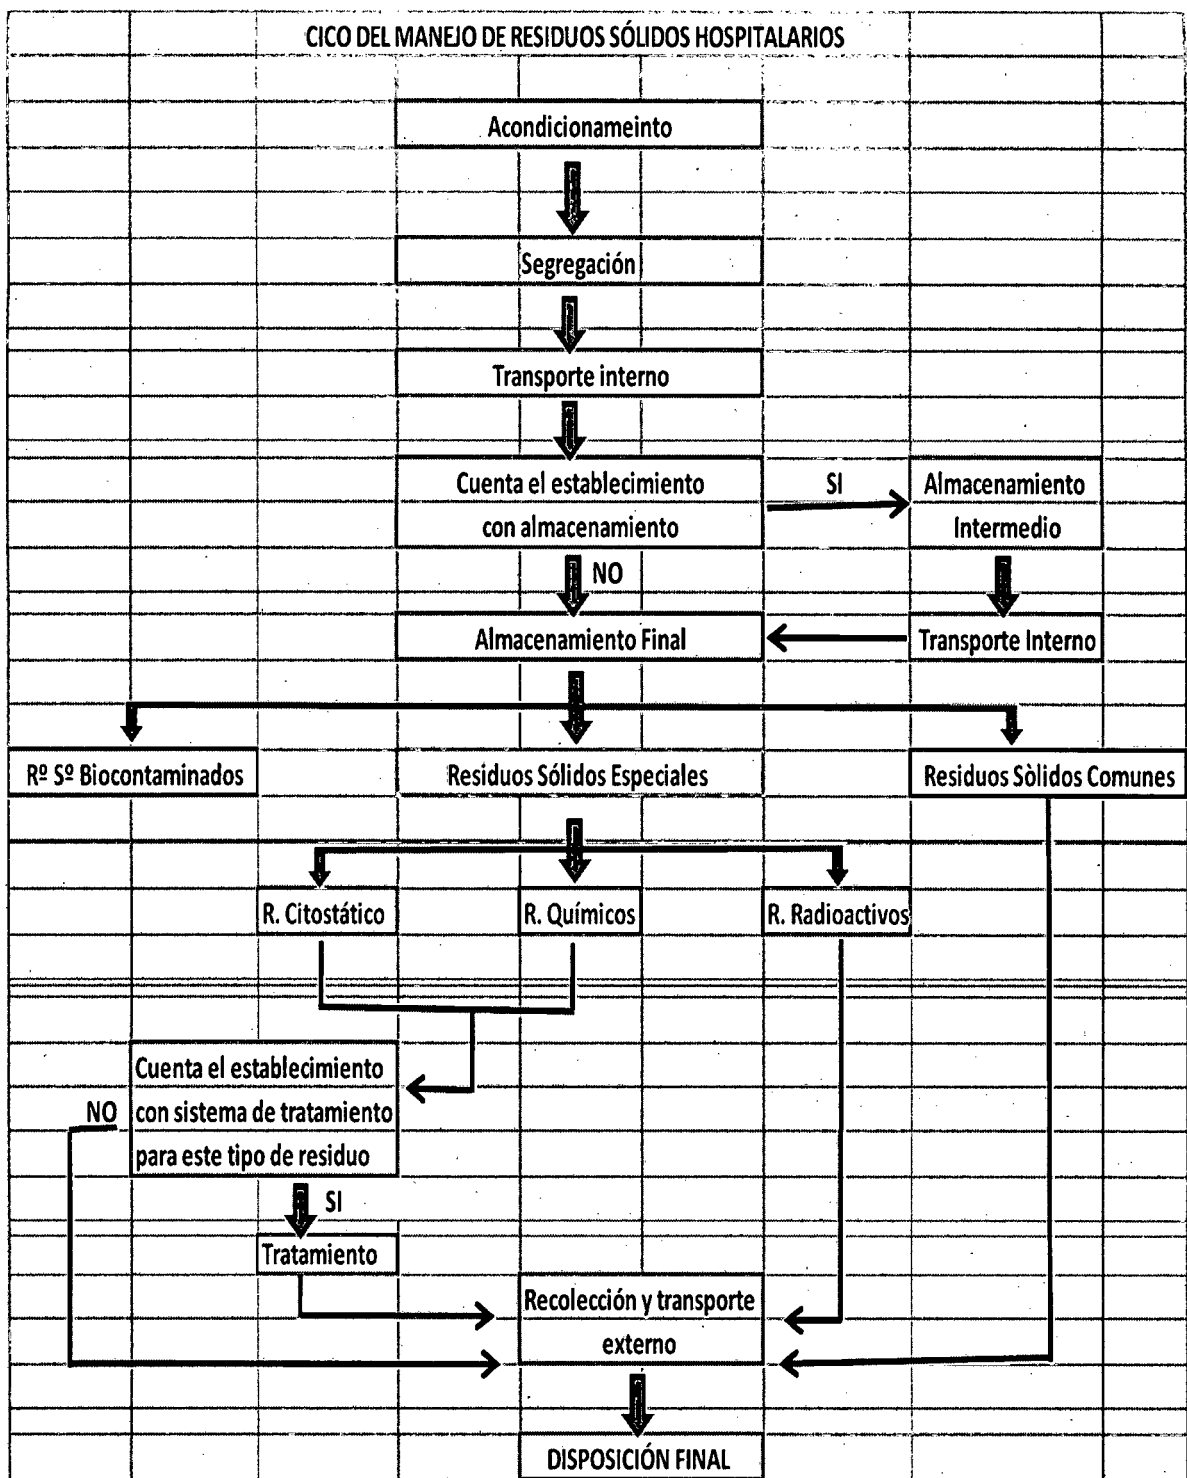 CICO DEL MANEJO DE RESIDUOS SÓLIDOS HOSPITALARIOS
Acondicionameinto
Segregación
Transporte interno
Cuenta el establecimiento
con almacenamiento
SI
Almacenamiento
Intermedio
NO
Almacenamiento Final
Transporte Interno
Rº Sº Biocontaminados
Residuos Sólidos Especiales
Residuos Sòlidos Comunes
R. Citostático
R. Químicos
R. Radioactivos
Cuenta el establecimiento
con sistema de tratamiento
para este tipo de residuo
NO
SI
Tratamiento
Recolección y transporte
externo
DISPOSICIÓN FINAL